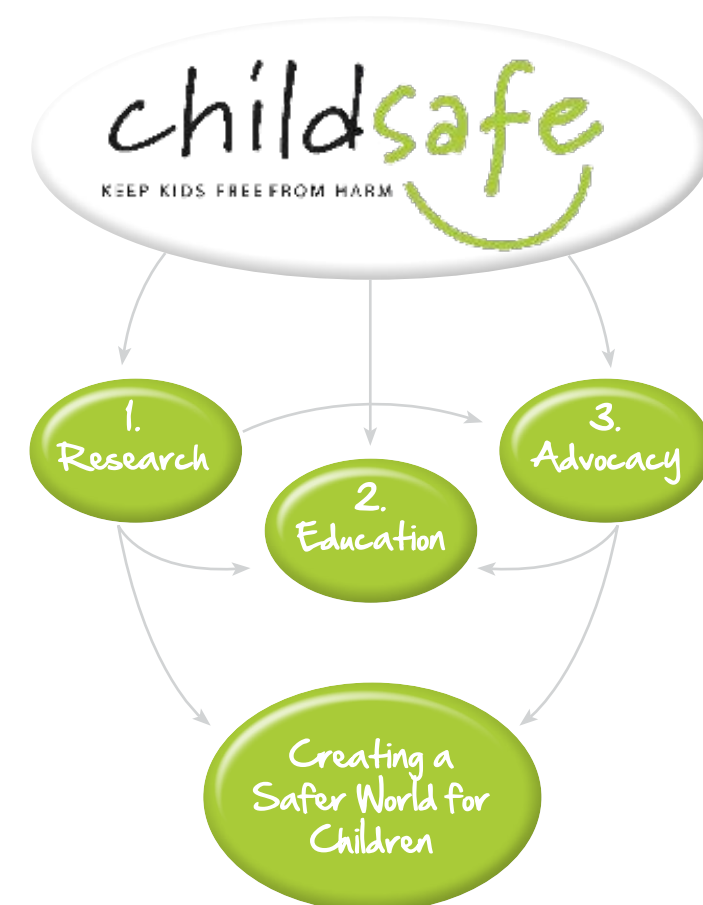 childsafe
KEEP KIDS FREE FROM HARM
1.
Research
3.
Advocacy
2.
Education
Creating a
Safer World for
Children